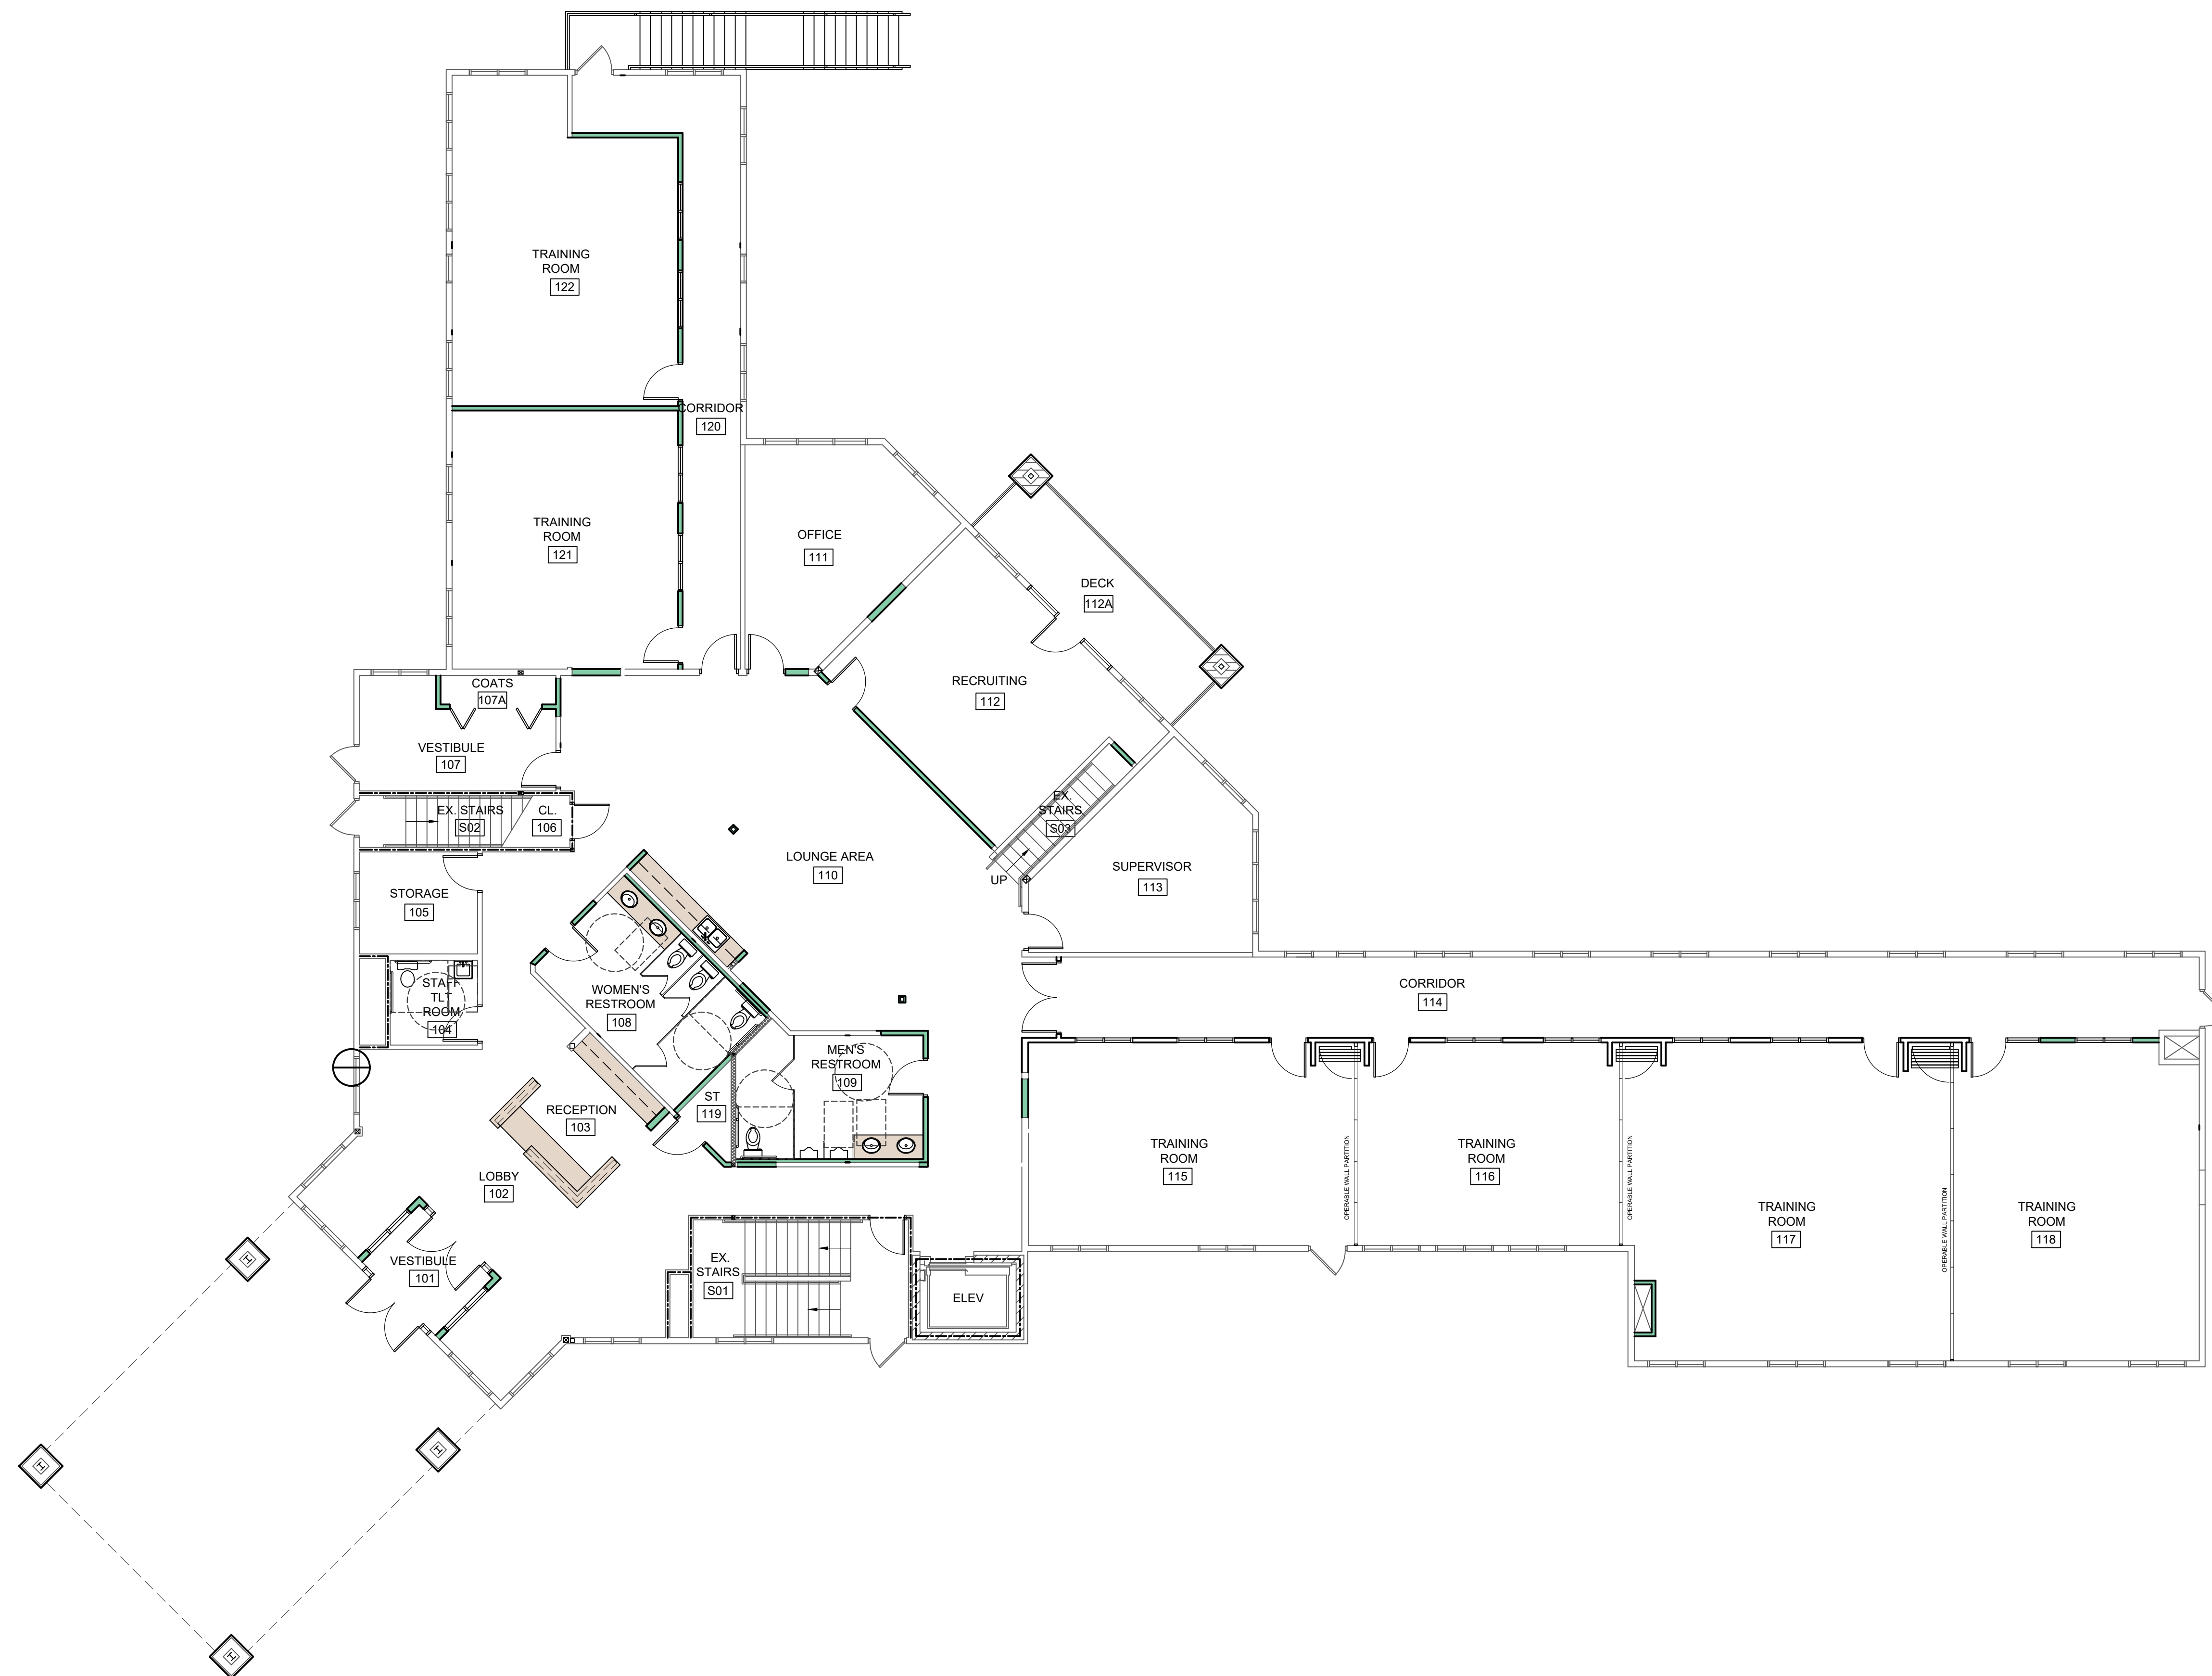 TRAINING
ROOM
122
CORRIDOR
120
TRAINING
ROOM
121
OFFICE
111
DECK
112A
RECRUITING
112
COATS
107A
VESTIBULE
107
EX. STAIRS
S02
CL.
106
EX.
STAIRS
S03
UP
LOUNGE AREA
110
SUPERVISOR
113
STORAGE
105
STAFF
TLT
ROOM
104
WOMEN'S
RESTROOM
108
CORRIDOR
114
MEN'S
RESTROOM
109
ST
119
RECEPTION
103
LOBBY
102
VESTIBULE
101
EX.
STAIRS
S01
ELEV
TRAINING
ROOM
115
OPERABLE WALL PARTITION
TRAINING
ROOM
116
OPERABLE WALL PARTITION
TRAINING
ROOM
117
OPERABLE WALL PARTITION
TRAINING
ROOM
118